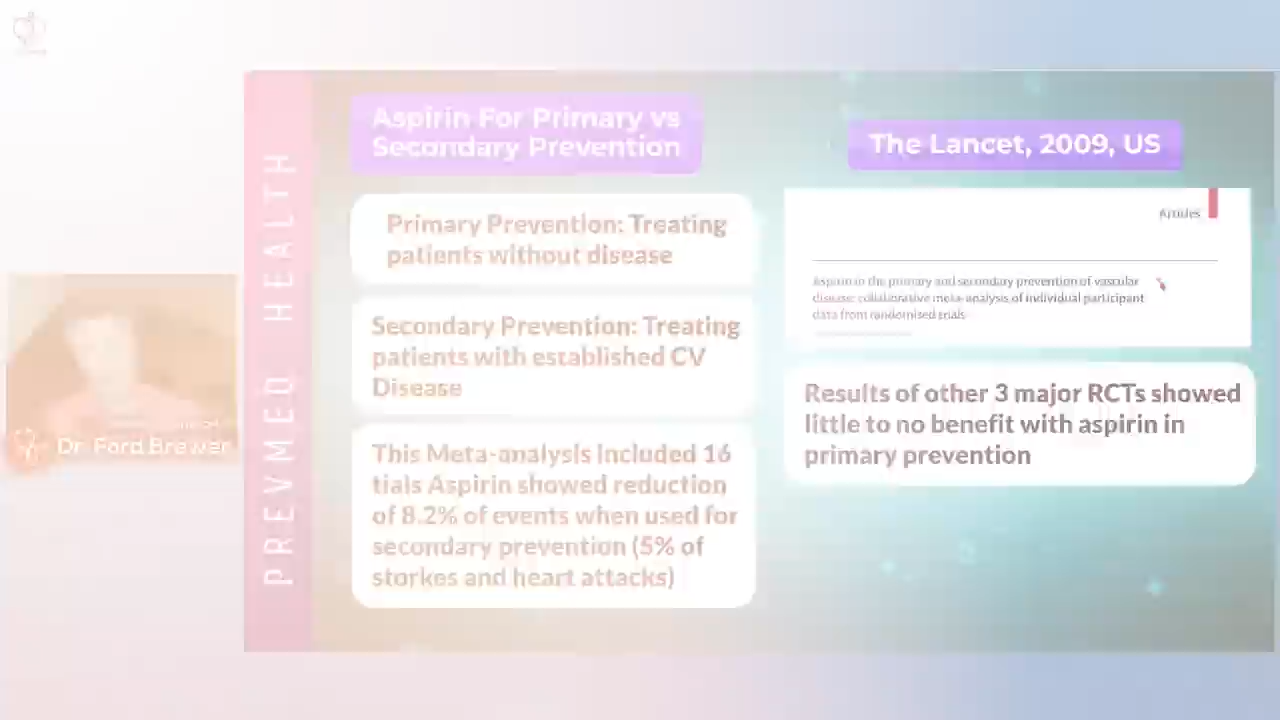 PREVMED HEALTH
Dr. Ford Brewer
Aspirin For Primary vs
Secondary Prevention
Primary Prevention: Treating
patients without disease
Secondary Prevention: Treating
patients with established CV
Disease
This Meta-analysis included 16
tials Aspirin showed reduction
of 8.2% of events when used for
secondary prevention (5% of
storkes and heart attacks)
The Lancet, 2009, US
Articles
Aspirin in the primary and secondary prevention of vascular
disease: collaborative meta-analysis of individual participant
data from randomised trials
Results of other 3 major RCTs showed
little to no benefit with aspirin in
primary prevention